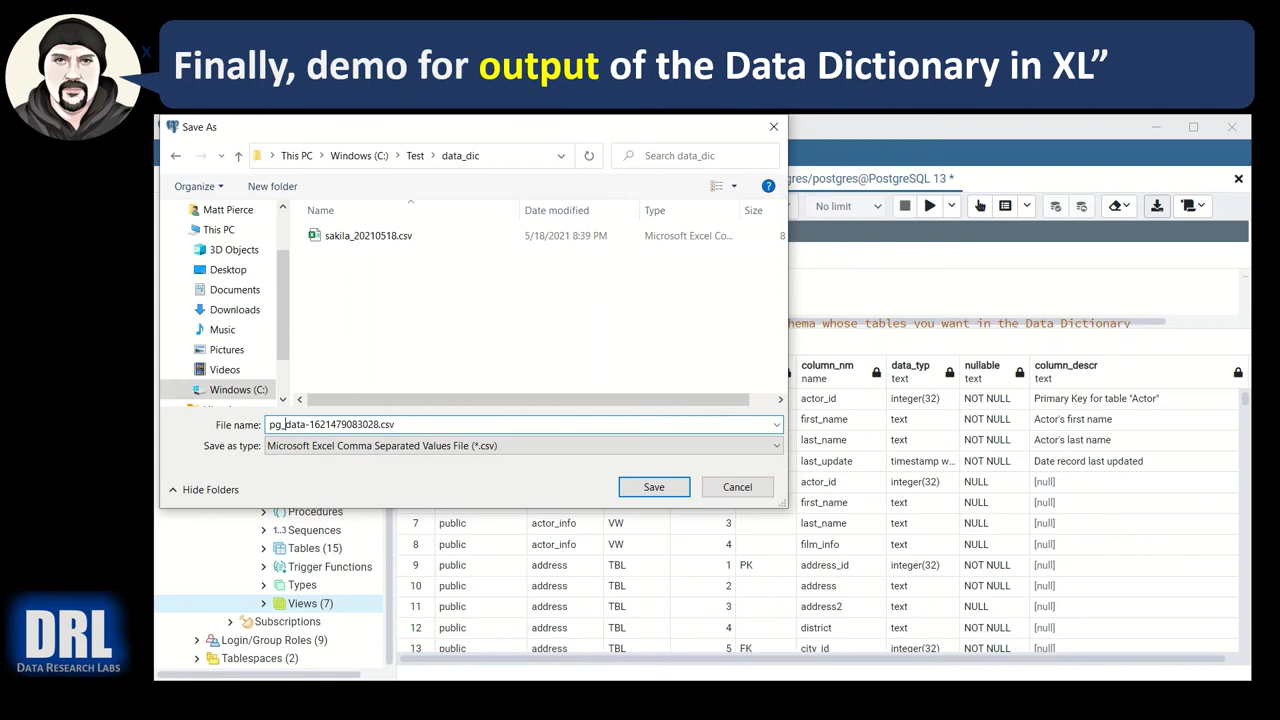 Finally, demo for output of the Data Dictionary in XL”
Save As
This PC > Windows (C:) > Test > data_dic
Search data_dic
Organize
New folder
Matt Pierce
This PC
3D Objects
Desktop
Documents
Downloads
Music
Pictures
Videos
Windows (C:)
Name Date modified Type Size
sakila_20210518.csv 5/18/2021 8:39 PM Microsoft Excel Co... 8
File name: pg_data-1621479083028.csv
Save as type: Microsoft Excel Comma Separated Values File (*.csv)
Hide Folders
Save
Cancel
gres/postgres@PostgreSQL 13 *
No limit
hema whose tables you want in the Data Dictionary
column_nm name
data_typ text
nullable text
column_descr text
actor_id integer(32) NOT NULL Primary Key for table "Actor"
first_name text NOT NULL Actor's first name
last_name text NOT NULL Actor's last name
last_update timestamp w... NOT NULL Date record last updated
actor_id integer(32) NULL [null]
first_name text NULL [null]
7 public actor_info VW 3 last_name text NULL [null]
8 public actor_info VW 4 film_info text NULL [null]
9 public address TBL 1 PK address_id integer(32) NOT NULL [null]
10 public address TBL 2 address text NOT NULL [null]
11 public address TBL 3 address2 text NULL [null]
12 public address TBL 4 district text NOT NULL [null]
13 public address TBL 5 FK city_id integer(32) NOT NULL [null]
Procedures
1..3 Sequences
Tables (15)
Trigger Functions
Types
Views (7)
Subscriptions
Login/Group Roles (9)
Tablespaces (2)
DRL
DATA RESEARCH LABS